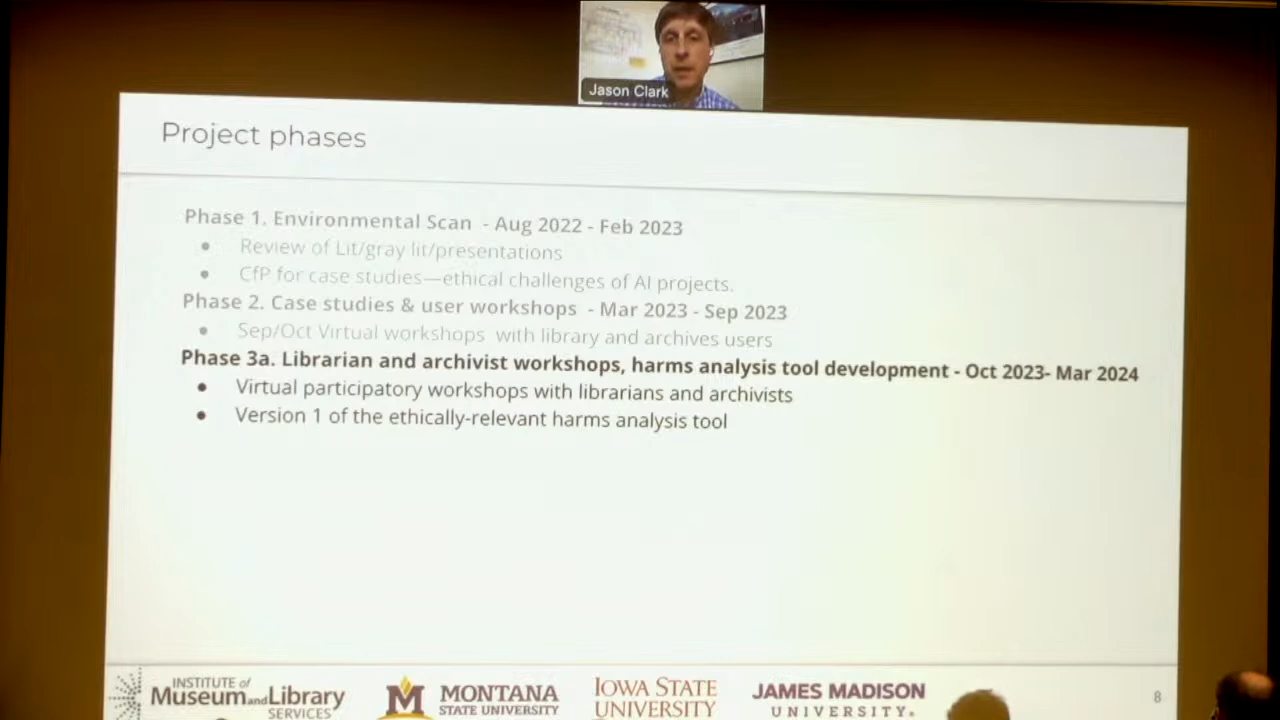 Jason Clark
Project phases
Phase 1. Environmental Scan - Aug 2022 - Feb 2023
● Review of Lit/gray lit/presentations
● CfP for case studies—ethical challenges of AI projects.
Phase 2. Case studies & user workshops - Mar 2023 - Sep 2023
● Sep/Oct Virtual workshops with library and archives users
Phase 3a. Librarian and archivist workshops, harms analysis tool development - Oct 2023- Mar 2024
● Virtual participatory workshops with librarians and archivists
● Version 1 of the ethically-relevant harms analysis tool
INSTITUTE of
Museum and Library
SERVICES
M MONTANA
STATE UNIVERSITY
IOWA STATE
UNIVERSITY
JAMES MADISON
UNIVERSITY.
8